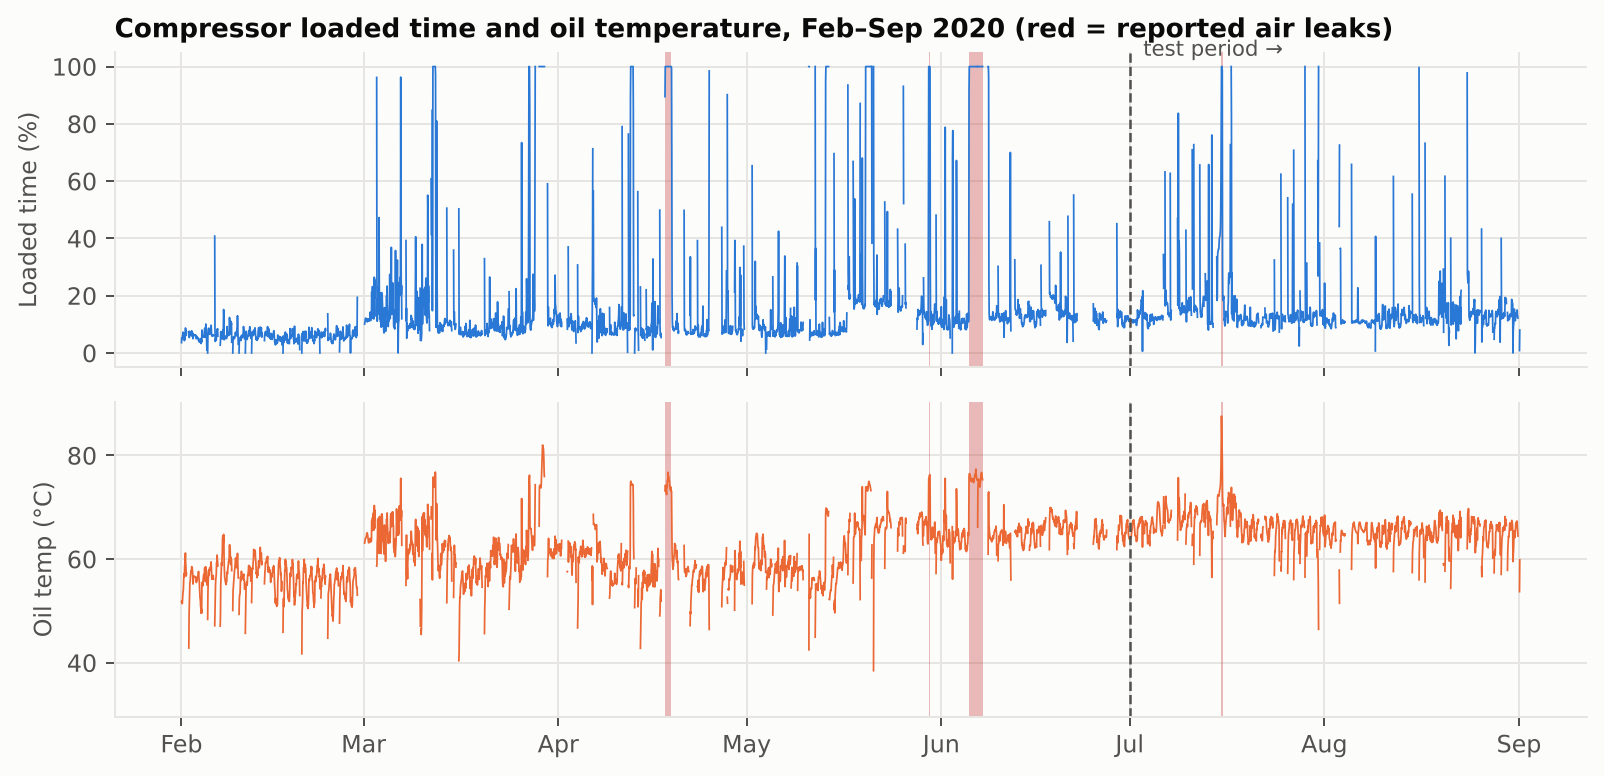 Compressor loaded time and oil temperature, Feb–Sep 2020 (red = reported air leaks)
test period →
Loaded time (%)
100
80
60
40
20
0
Oil temp (°C)
80
60
40
Feb Mar Apr May Jun Jul Aug Sep